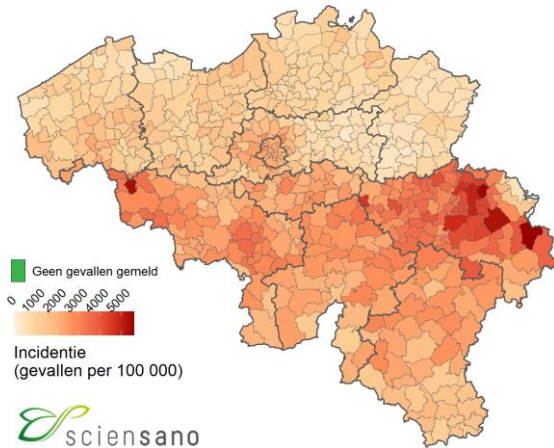 Geen gevallen gemeld
0 1000 2000 3000 4000 5000
Incidentie
(gevallen per 100 000)
sciensano